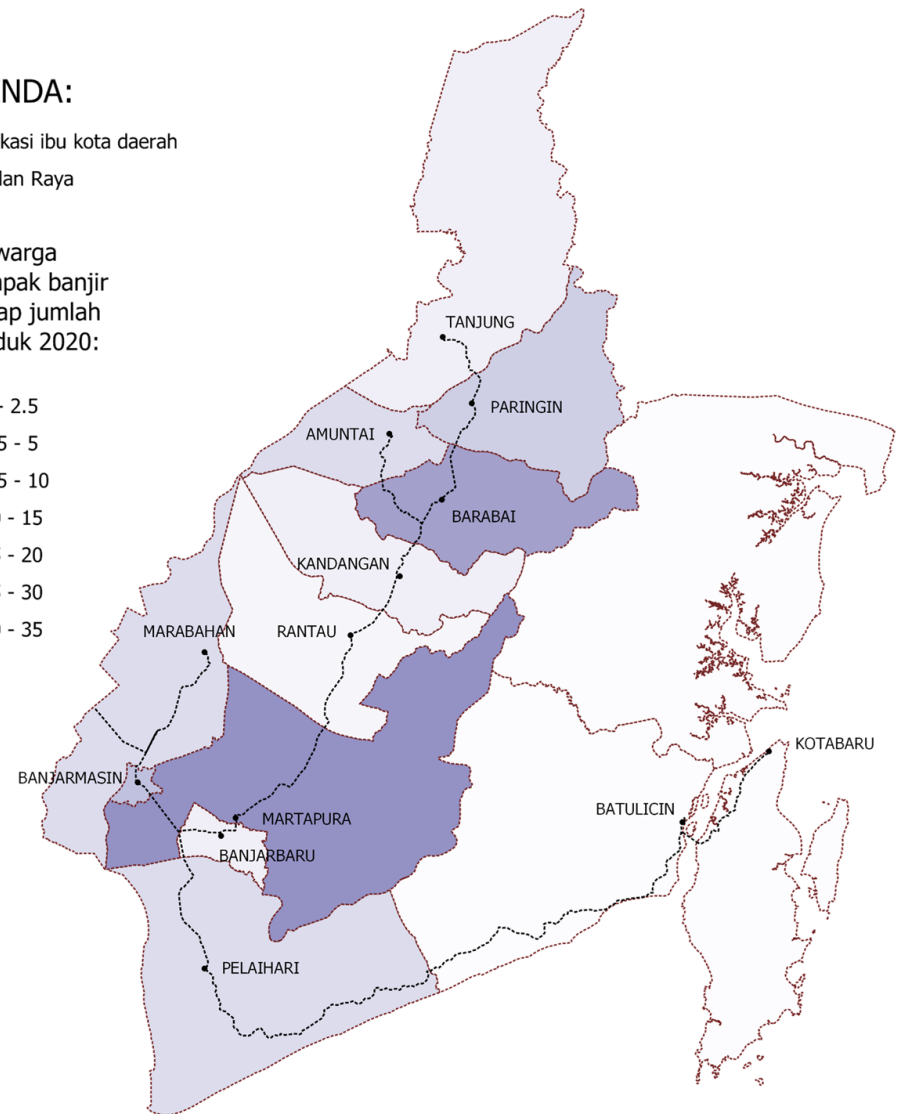 NDA:
kasi ibu kota daerah
lan Raya
warga
pak banjir
ap jumlah
duk 2020:
- 2.5
5 - 5
5 - 10
- 15
- 20
- 30
- 35
TANJUNG
PARINGIN
AMUNTAI
BARABAI
KANDANGAN
MARABAHAN
RANTAU
KOTABARU
BANJARMASIN
BATULICIN
MARTAPURA
BANJARBARU
PELAIHARI